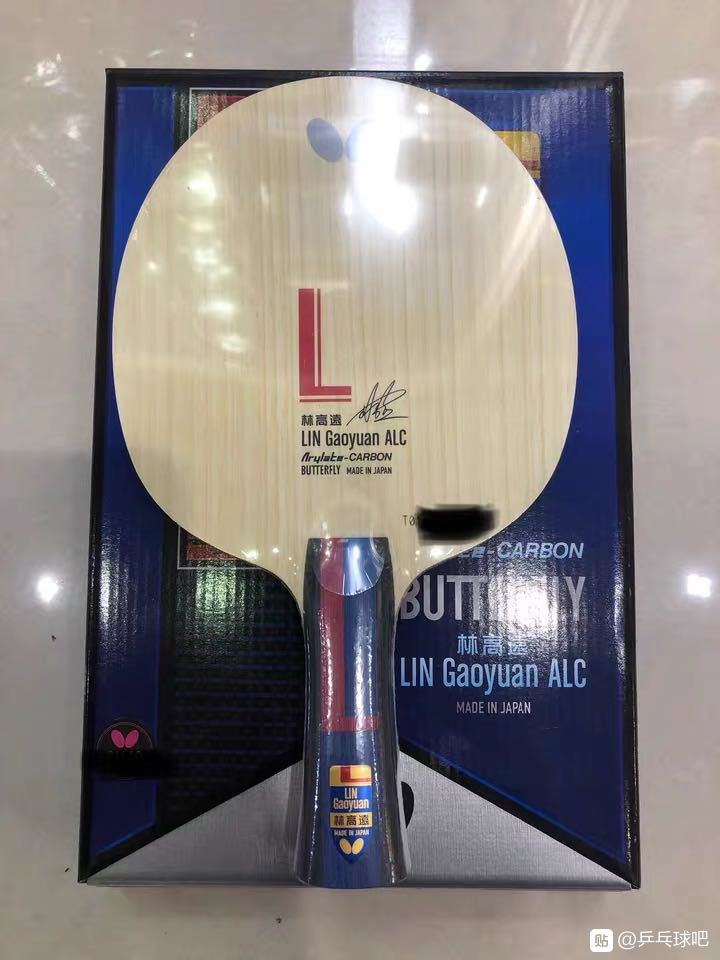 L
林高遠
LIN Gaoyuan ALC
Arylate-CARBON
BUTTERFLY MADE IN JAPAN
-CARBON
BUTTERFLY
林高遠
LIN Gaoyuan ALC
MADE IN JAPAN
L
L
LIN
Gaoyuan
林高遠
MADE IN JAPAN
贴 @乒乓球吧